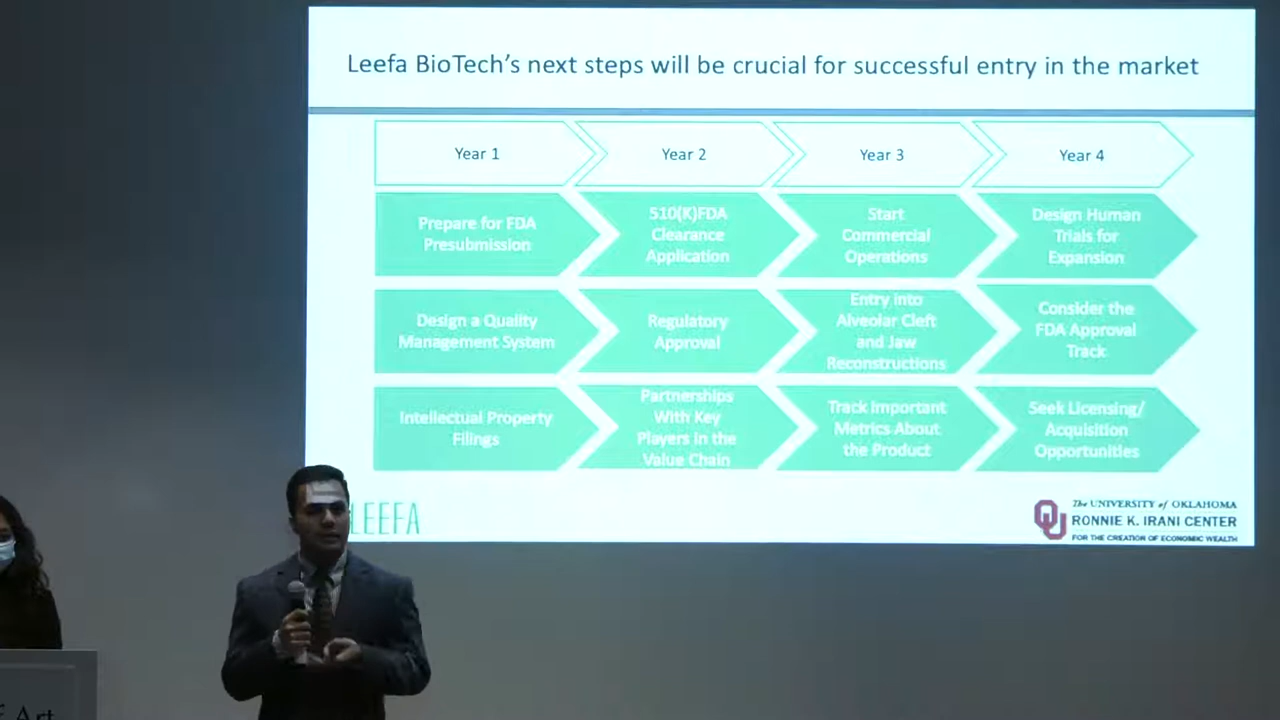 Leefa BioTech’s next steps will be crucial for successful entry in the market
Year 1
Year 2
Year 3
Year 4
Prepare for FDA
Presubmission
510(K)FDA
Clearance
Application
Start
Commercial
Operations
Design Human
Trials for
Expansion
Design a Quality
Management System
Regulatory
Approval
Entry into
Alveolar Cleft
and Jaw
Reconstructions
Consider the
FDA Approval
Track
Intellectual Property
Filings
Partnerships
With Key
Players in the
Value Chain
Track Important
Metrics About
the Product
Seek Licensing/
Acquisition
Opportunities
LEEFA
OU
The UNIVERSITY of OKLAHOMA
RONNIE K. IRANI CENTER
FOR THE CREATION OF ECONOMIC WEALTH
f Art